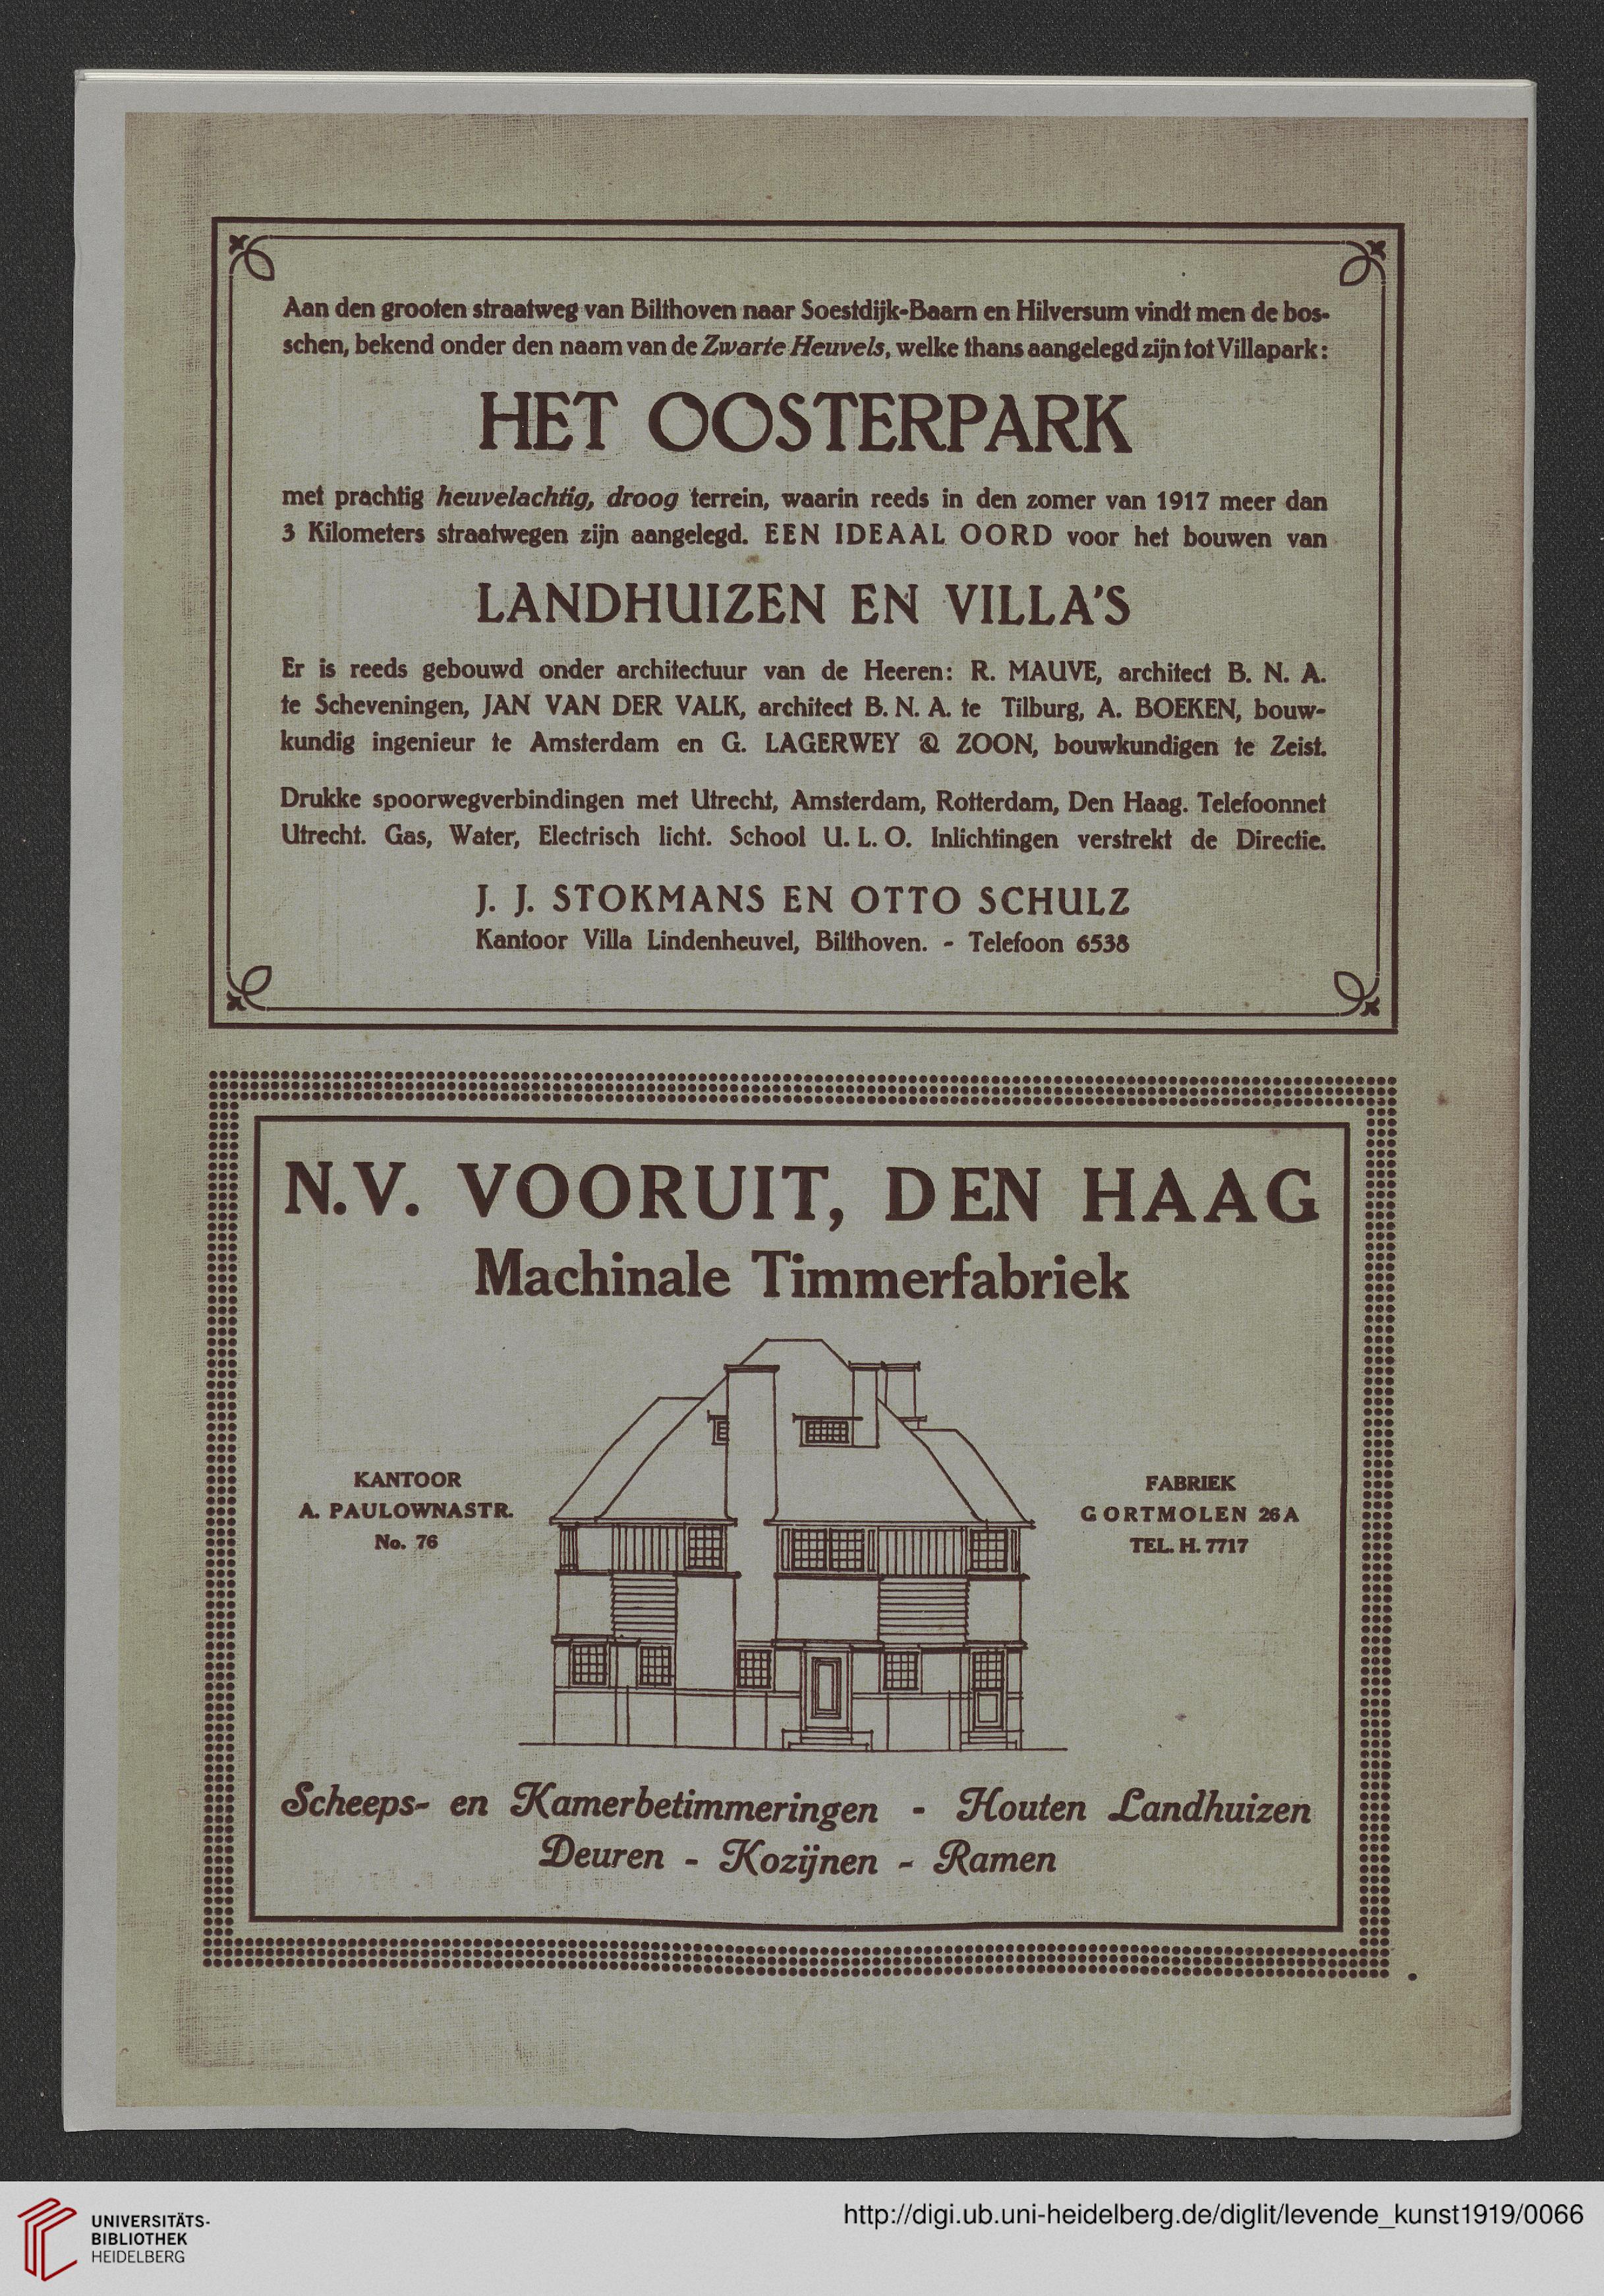 Aan den grooten straatweg van Bilthoven naar Soestdijk-Baarn en Hilversum vindt men de bos-
schen, bekend onder den naam van de Zwarte Heuvels, welke thans aangelegd zijn tot Villapark:
HET OOSTERPARK
met prachtig heuvelachtig, droog terrein, waarin reeds in den zomer van 1917 meer dan
3 Kilometers straatwegen zijn aangelegd. EEN IDEAAL OORD voor het bouwen van
LANDHUIZEN EN VILLA'S
Er is reeds gebouwd onder architectuur van de Heeren: R. MAUVE, architect B. N. A.
te Scheveningen, JAN VAN DER VALK, architect B. N. A. te Tilburg, A. BOEKEN, bouw-
kundig ingenieur te Amsterdam en G. LAGERWEY & ZOON, bouwkundigen te Zeist.
Drukke spoorwegverbindingen met Utrecht, Amsterdam, Rotterdam, Den Haag. Telefoonnet
Utrecht. Gas, Water, Electrisch licht. School U. L. O. Inlichtingen verstrekt de Directie.
J. J. STOKMANS EN OTTO SCHULZ
Kantoor Villa Lindenheuvel, Bilthoven. - Telefoon 6538
N.V. VOORUIT, DEN HAAG
Machinale Timmerfabriek
KANTOOR
A. PAULOWNASTR.
No. 76
FABRIEK
GORTMOLEN 26A
TEL. H. 7717
Scheeps- en Kamerbetimmeringen - Houten Landhuizen
Deuren - Kozijnen - Ramen
UNIVERSITÄTS-
BIBLIOTHEK
HEIDELBERG
http://digi.ub.uni-heidelberg.de/diglit/levende_kunst1919/0066